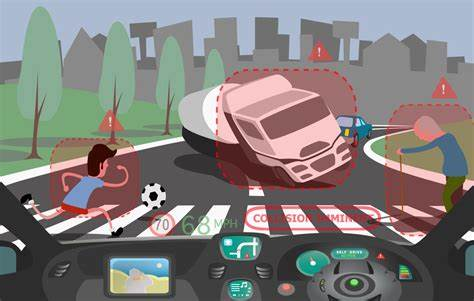 70
68 MPH
COLLISION IMMINENT
SELF DRIVE